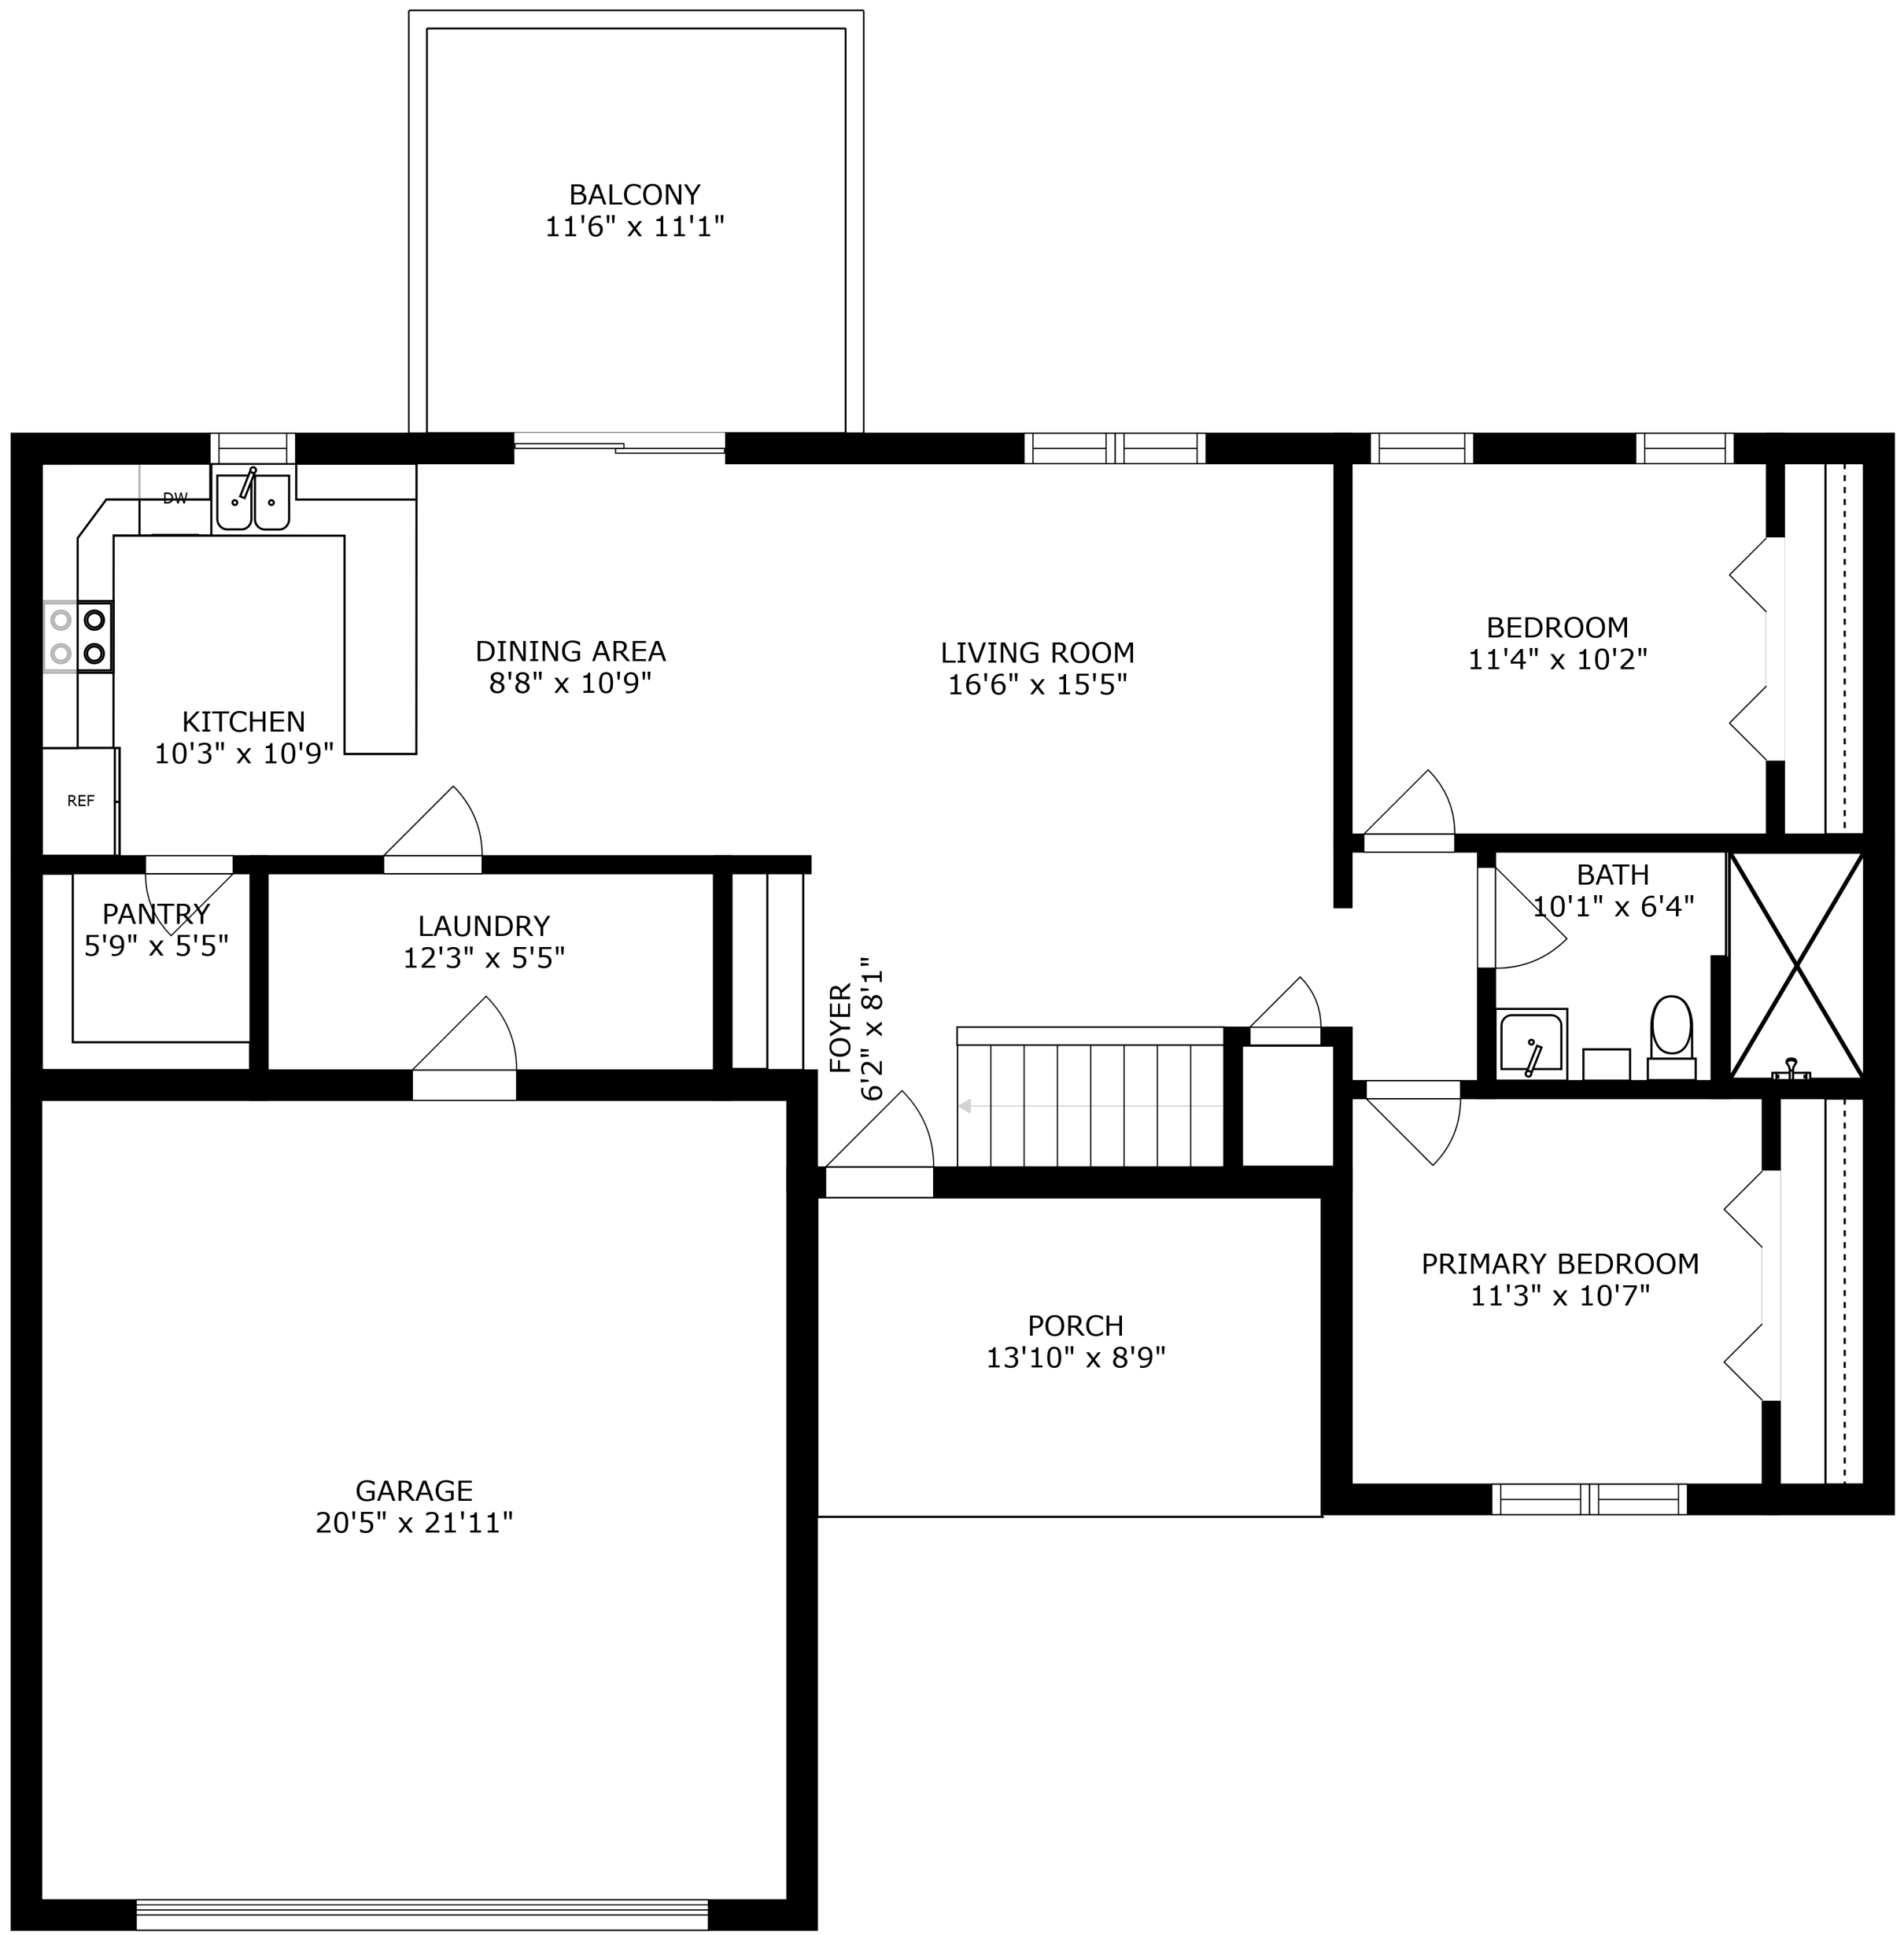 BALCONY
11'6" x 11'1"
DW
DINING AREA
8'8" x 10'9"
LIVING ROOM
16'6" x 15'5"
BEDROOM
11'4" x 10'2"
KITCHEN
10'3" x 10'9"
REF
BATH
10'1" x 6'4"
PANTRY
5'9" x 5'5"
LAUNDRY
12'3" x 5'5"
FOYER
6'2" x 8'1"
PRIMARY BEDROOM
11'3" x 10'7"
PORCH
13'10" x 8'9"
GARAGE
20'5" x 21'11"